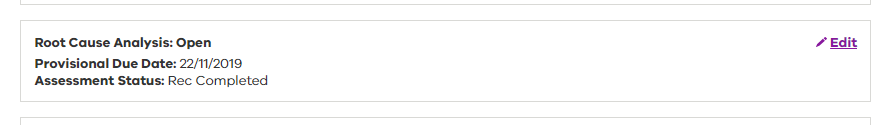 Root Cause Analysis: Open
Edit
Provisional Due Date: 22/11/2019
Assessment Status: Rec Completed